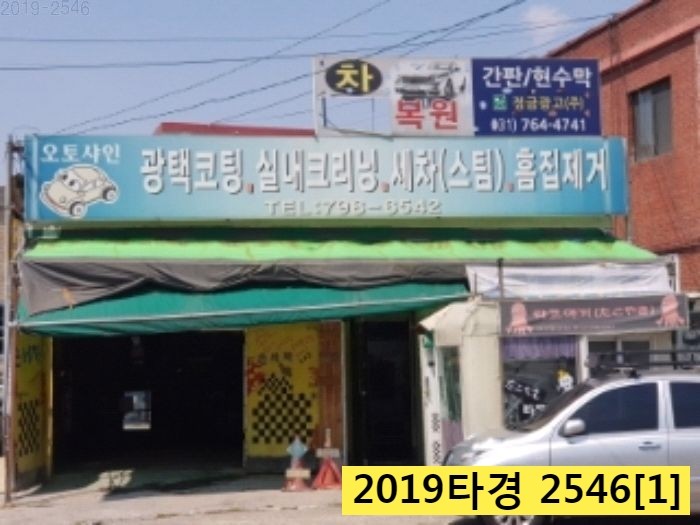 2019-2546
차
복원
간판/현수막
정금광고(주)
031) 764-4741
오토샤인
광택코팅.실내크리닝.세차(스팀).흠집제거
TEL:796-6542
2019타경 2546[1]